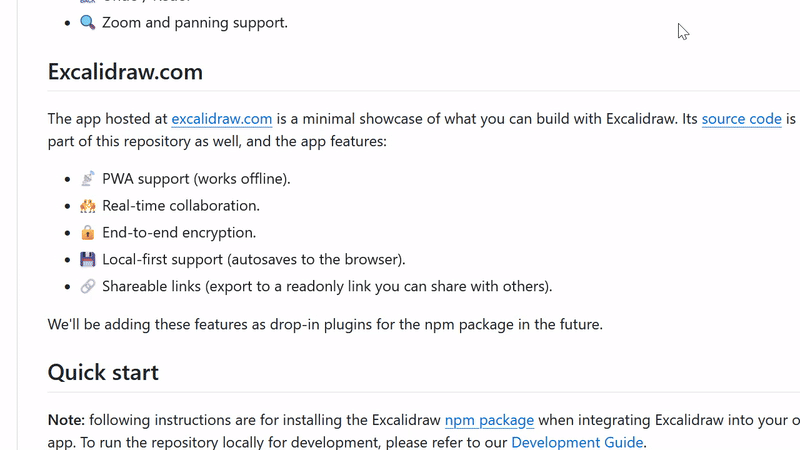 Zoom and panning support.
Excalidraw.com
The app hosted at excalidraw.com is a minimal showcase of what you can build with Excalidraw. Its source code is
part of this repository as well, and the app features:
PWA support (works offline).
Real-time collaboration.
End-to-end encryption.
Local-first support (autosaves to the browser).
Shareable links (export to a readonly link you can share with others).
We'll be adding these features as drop-in plugins for the npm package in the future.
Quick start
Note: following instructions are for installing the Excalidraw npm package when integrating Excalidraw into your
app. To run the repository locally for development, please refer to our Development Guide.